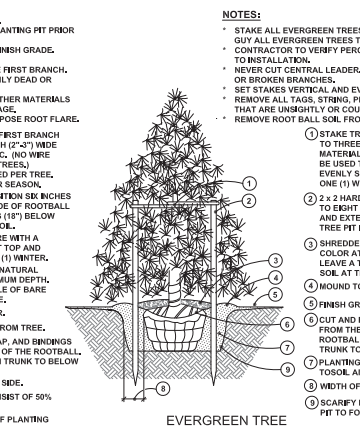 ANTING PIT PRIOR
NISH GRADE.
FIRST BRANCH.
NLY DEAD OR
THER MATERIALS
AGE.
POSE ROOT FLARE.
FIRST BRANCH
H (2"-3") WIDE
C. (NO WIRE
TREES.)
ED PER TREE.
R SEASON.
SITION SIX INCHES
DE OF ROOTBALL
S (18") BELOW
OIL.
RE WITH A
T TOP AND
(1) WINTER.
NATURAL
MUM DEPTH.
LE OF BARE
E.
R.
ROM TREE.
AP, AND BINDINGS
OF THE ROOTBALL.
TRUNK TO BELOW
SIDE.
SIST OF 50%
F PLANTING
NOTES:
* STAKE ALL EVERGREEN TREES
GUY ALL EVERGREEN TREES T
* CONTRACTOR TO VERIFY PERC
TO INSTALLATION.
* NEVER CUT CENTRAL LEADER.
OR BROKEN BRANCHES.
* SET STAKES VERTICAL AND EV
* REMOVE ALL TAGS, STRING, P
THAT ARE UNSIGHTLY OR COU
* REMOVE ROOT BALL SOIL FROM
1 STAKE TR
TO THREE
MATERIAL
BE USED T
EVENLY S
ONE (1) W
2 2 x 2 HARD
TO EIGHT
AND EXTE
TREE PIT
3 SHREDDE
COLOR AT
LEAVE A T
SOIL AT T
4 MOUND TO
5 FINISH GR
6 CUT AND
FROM THE
ROOTBAL
TRUNK TO
7 PLANTING
TOSOIL A
8 WIDTH OF
9 SCARIFY
PIT TO FO
1
2
3
4
5
6
7
9
8
EVERGREEN TREE